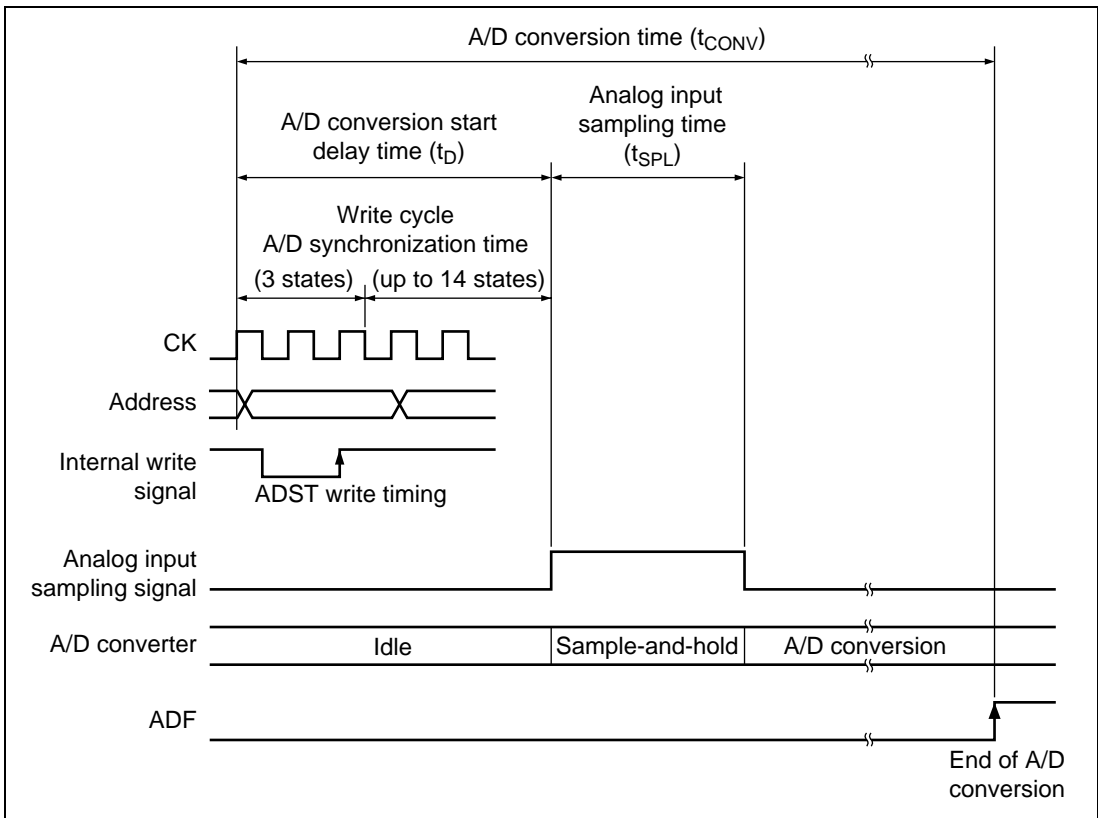 A/D conversion time (tCONV)
Analog input
sampling time
(tSPL)
A/D conversion start
delay time (tD)
Write cycle
A/D synchronization time
(3 states) (up to 14 states)
CK
Address
Internal write
signal
ADST write timing
Analog input
sampling signal
A/D converter
Idle
Sample-and-hold
A/D conversion
ADF
End of A/D
conversion